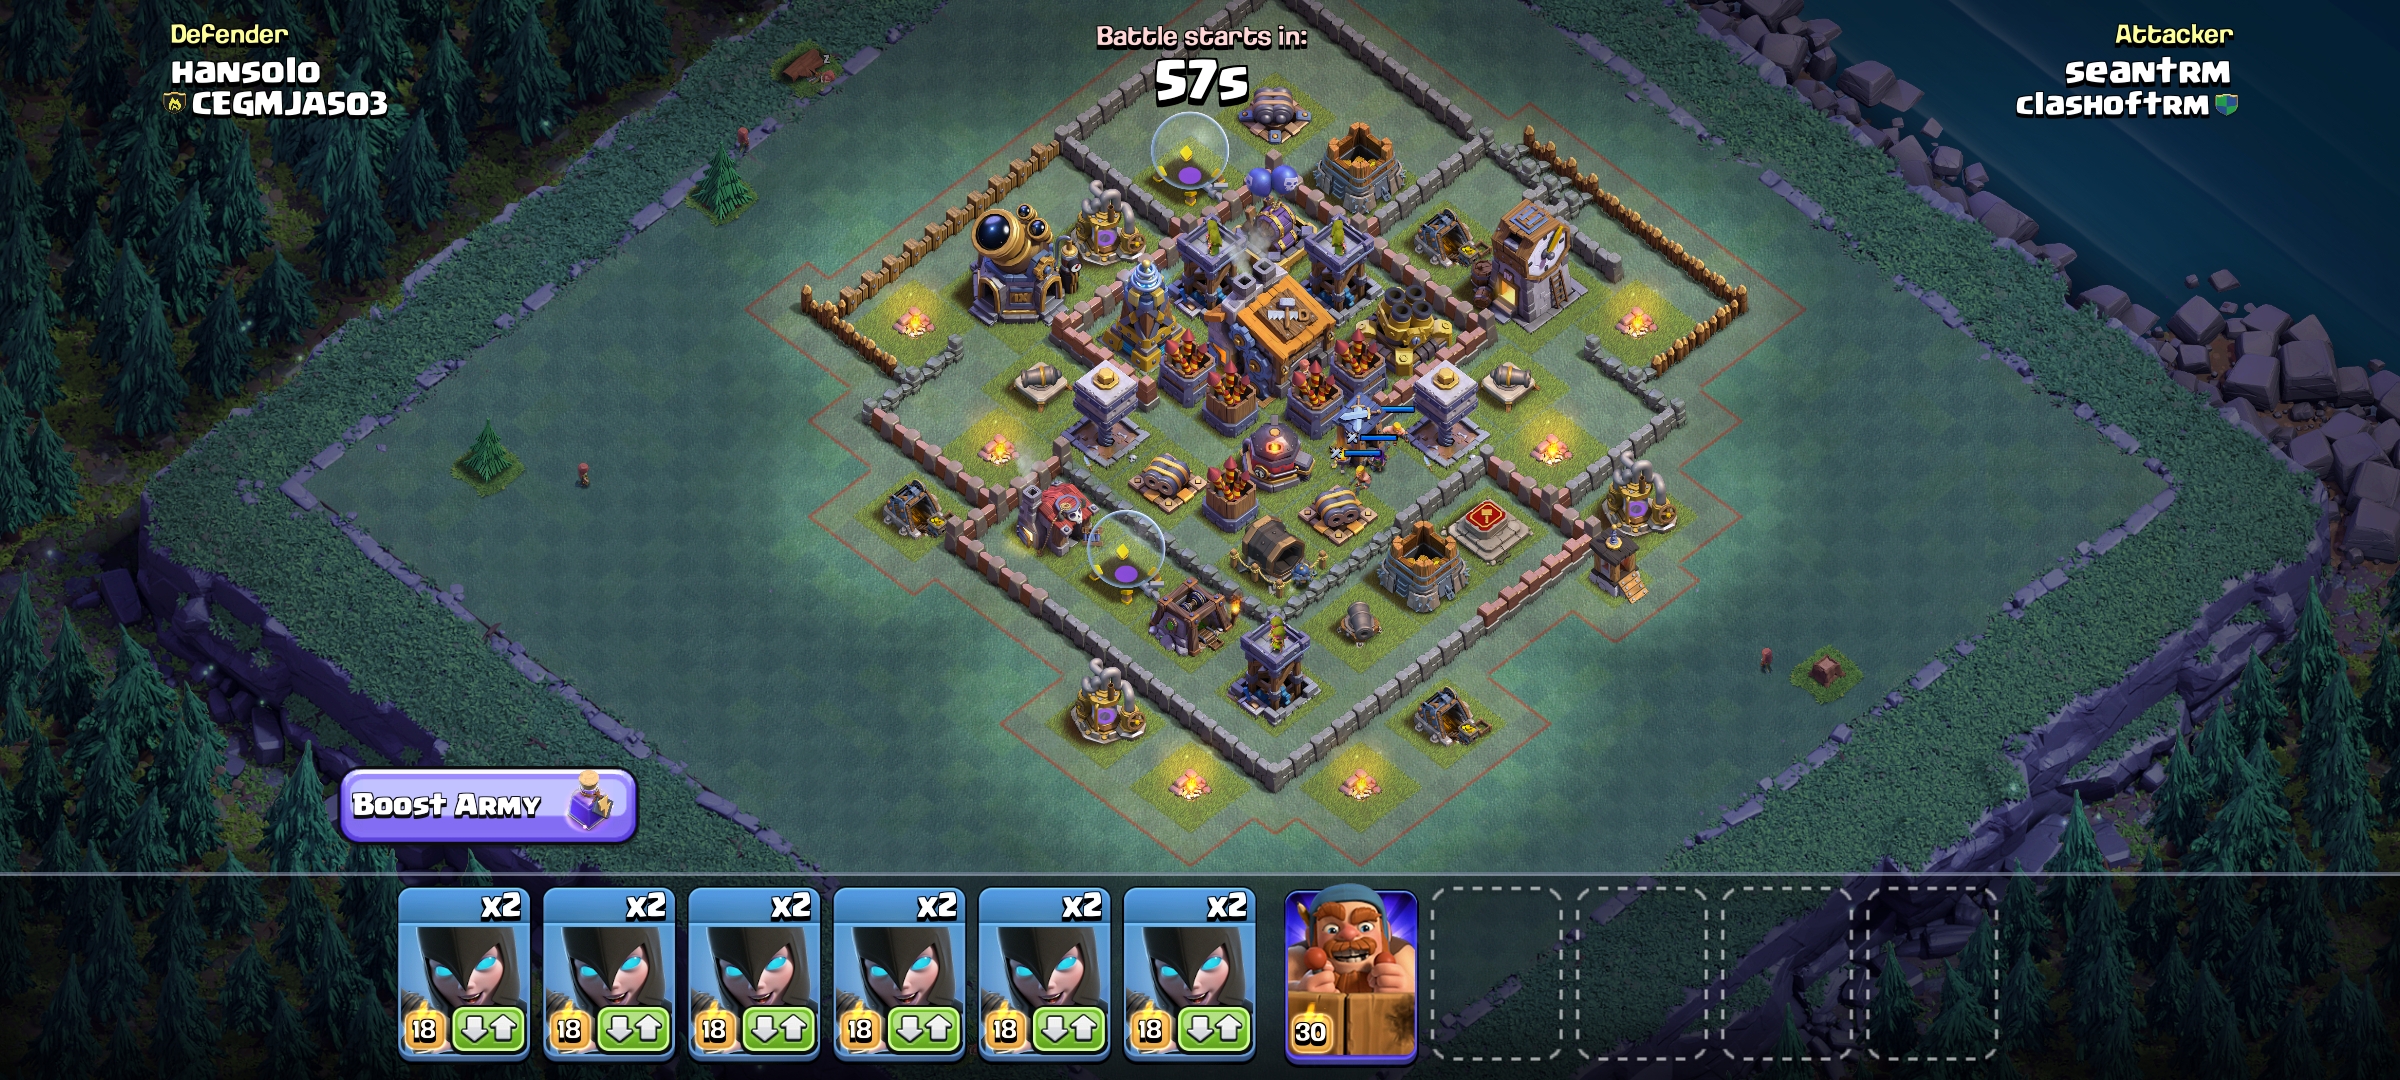 Defender
HANSOLO
CEGMJA503
Battle starts in:
57s
Attacker
seantrm
clashoftrm
z
Boost Army
x2
x2
x2
x2
x2
x2
18
18
18
18
18
18
30